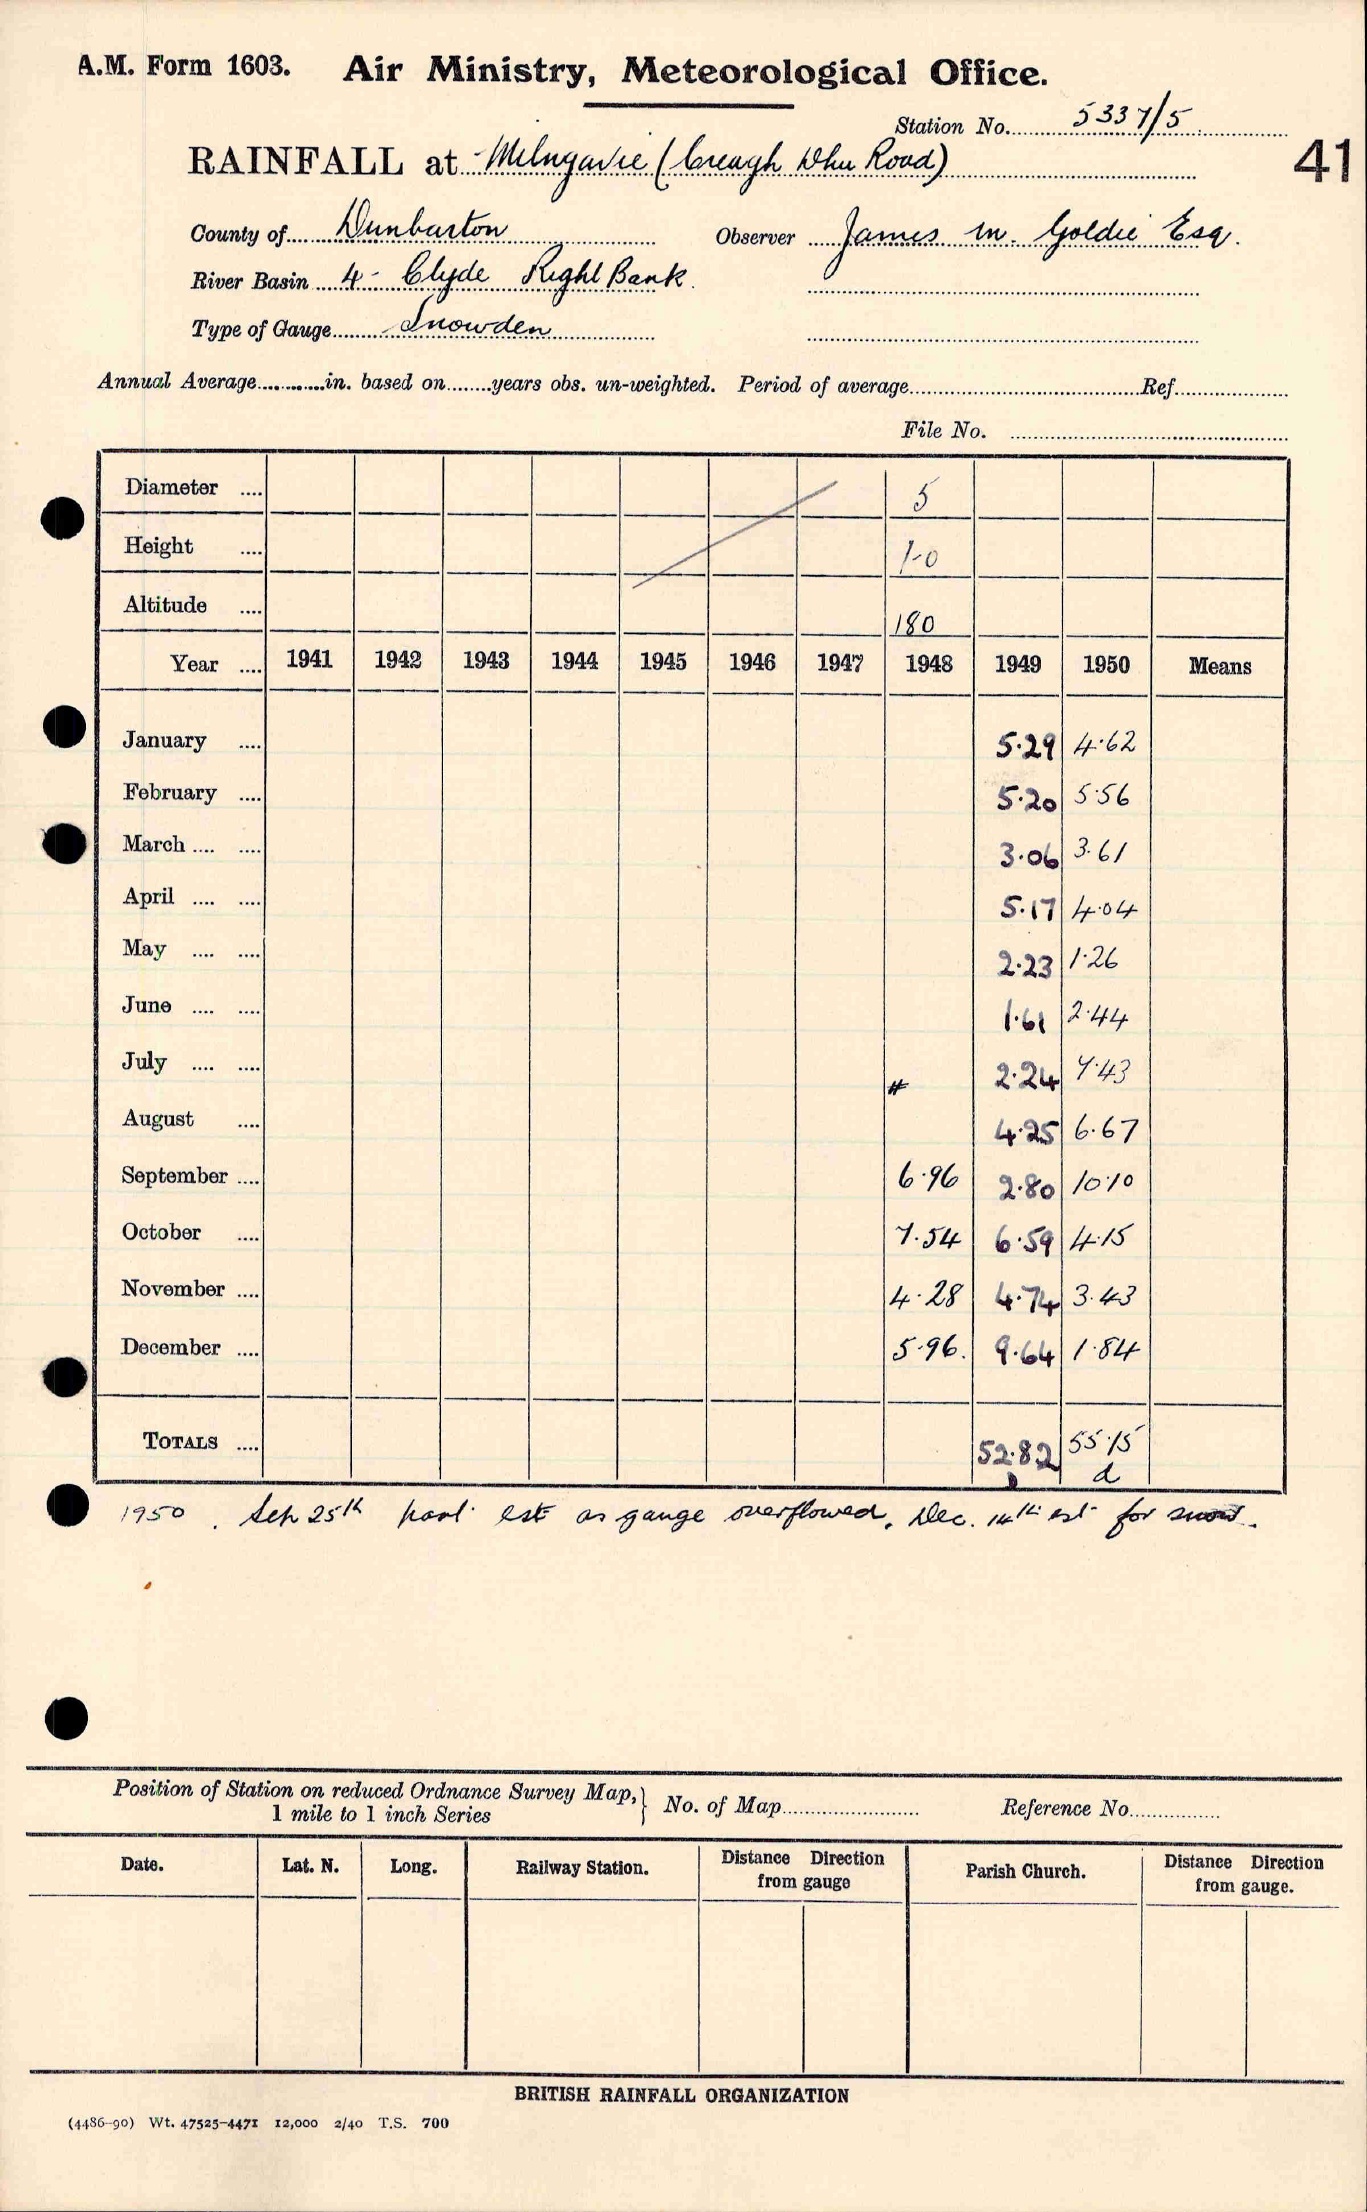 A.M. Form 1603. Air Ministry, Meteorological Office.
Station No. 5337/5
41
RAINFALL at Milngavie (Creagh Dhu Road)
County of Dunbarton Observer James M. Goldie Esq.
River Basin 4 - Clyde Right Bank.
Type of Gauge Snowden
Annual Average in. based on years obs. un-weighted. Period of average Ref.
File No.
Diameter 5
Height 1-0
Altitude 180
Year 1941 1942 1943 1944 1945 1946 1947 1948 1949 1950 Means
January 5.29 4.62
February 5.20 5.56
March 3.06 3.61
April 5.17 4.04
May 2.23 1.26
June 1.61 2.44
July # 2.24 7.43
August 4.25 6.67
September 6.96 2.80 10.10
October 7.54 6.59 4.15
November 4.28 4.74 3.43
December 5.96. 9.64 1.84
TOTALS 52.82 55.15
d
1950. Sep 25th part est as gauge overflowed. Dec. 14th est for snow.
Position of Station on reduced Ordnance Survey Map, } No. of Map Reference No.
1 mile to 1 inch Series
Date. Lat. N. Long. Railway Station. Distance Direction from gauge Parish Church. Distance Direction from gauge.
BRITISH RAINFALL ORGANIZATION
(4486-90) Wt. 47525-4471 12,000 2/40 T.S. 700